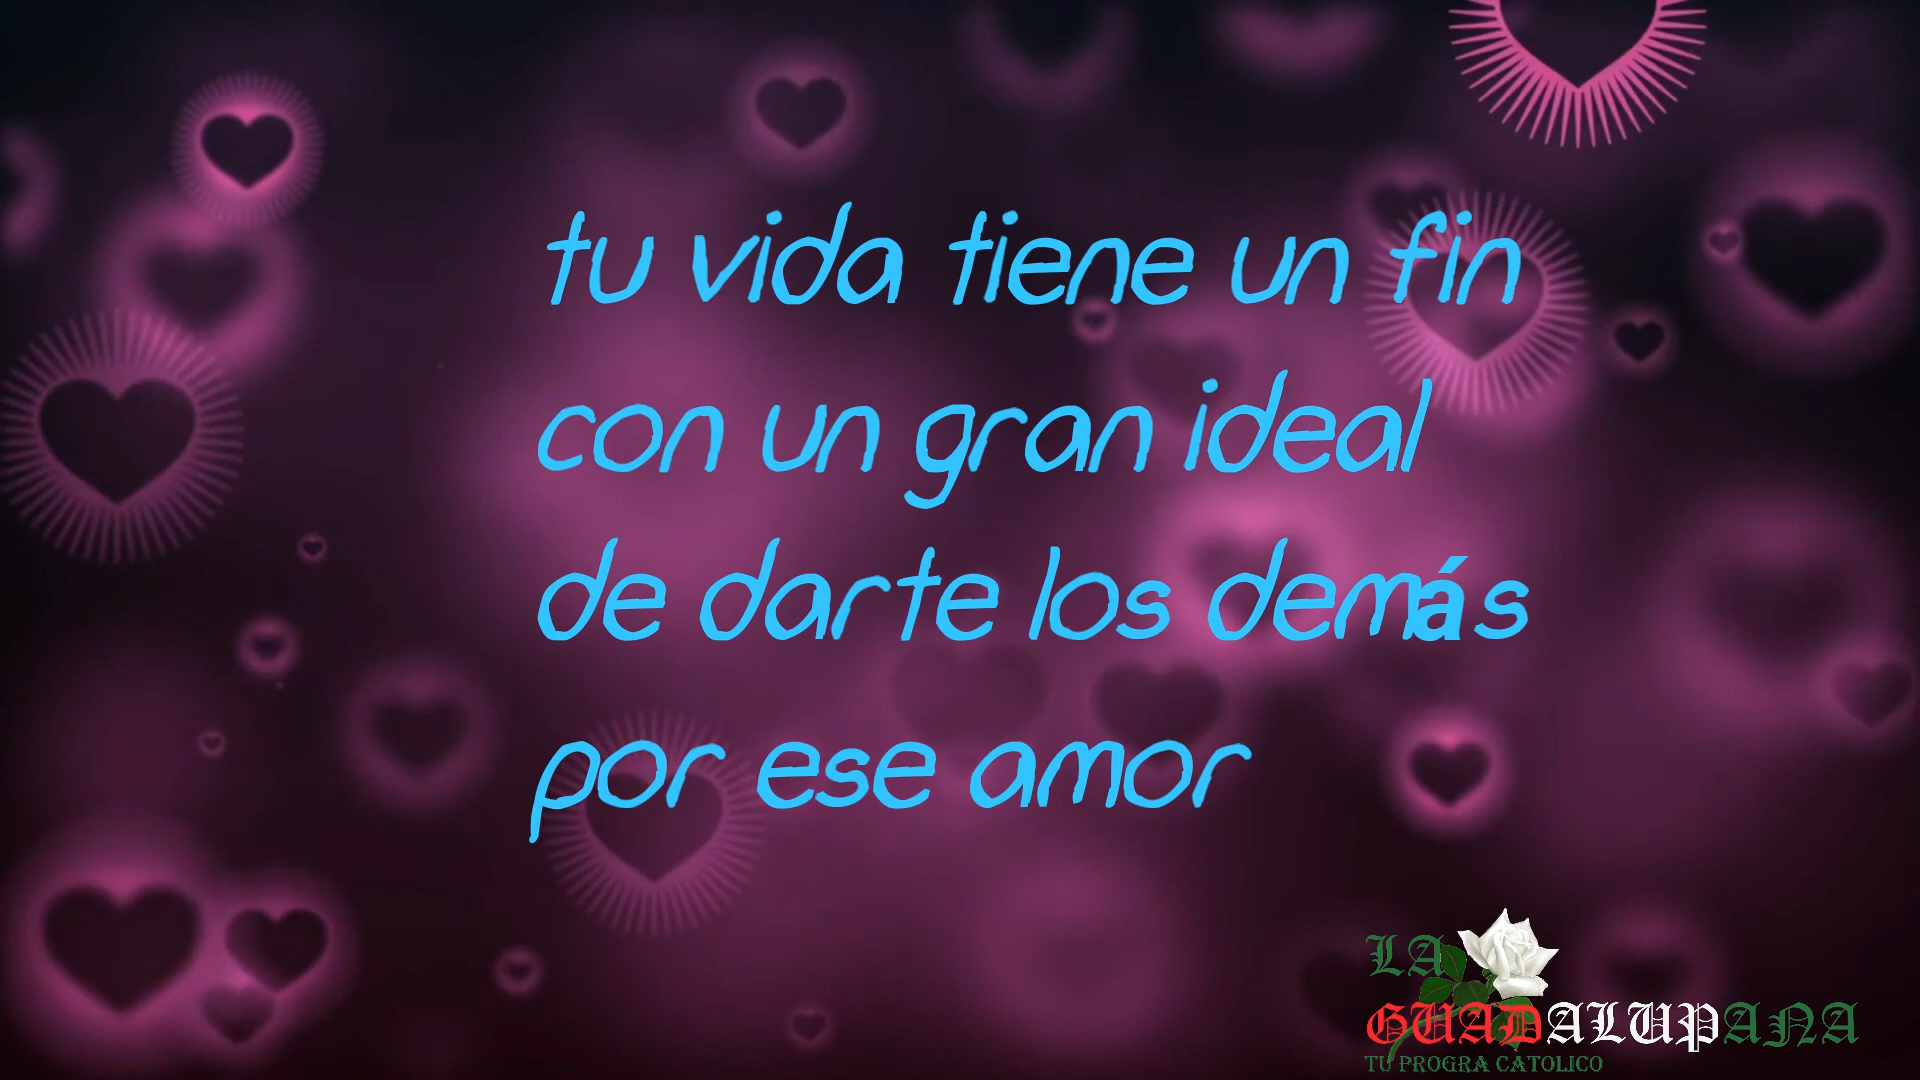 tu vida tiene un fin
con un gran ideal
de darte los demás
por ese amor
LA
GUADALUPANA
TU PROGRA CATOLICO